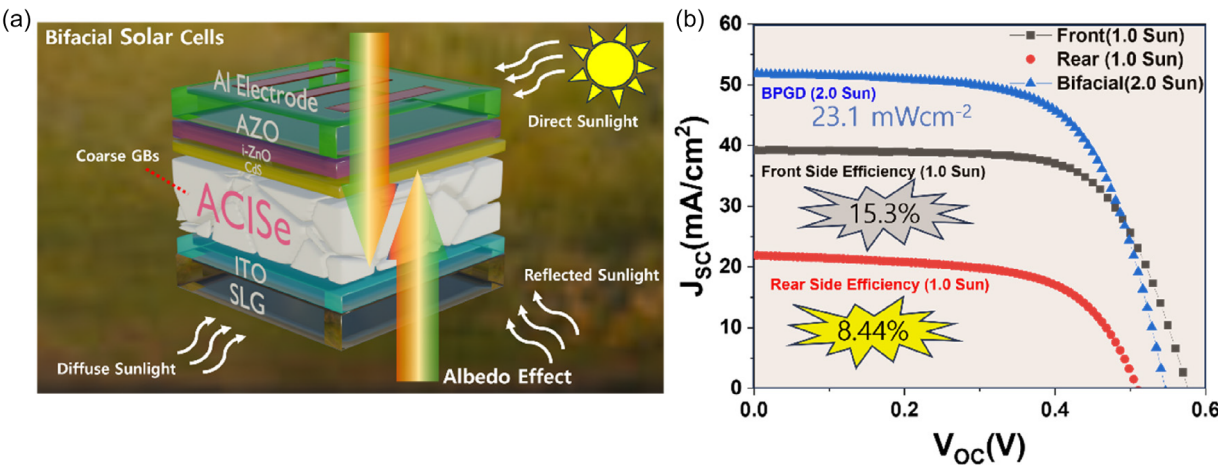 (a)
Bifacial Solar Cells
Al Electrode
AZO
i-ZnO
CdS
Coarse GBs
ACISe
ITO
SLG
Direct Sunlight
Reflected Sunlight
Diffuse Sunlight
Albedo Effect
(b)
Front(1.0 Sun)
Rear (1.0 Sun)
Bifacial(2.0 Sun)
BPGD (2.0 Sun)
23.1 mWcm⁻²
Front Side Efficiency (1.0 Sun)
15.3%
Rear Side Efficiency (1.0 Sun)
8.44%
60
50
40
30
20
10
0
J_SC(mA/cm²)
0.0 0.2 0.4 0.6
V_OC(V)